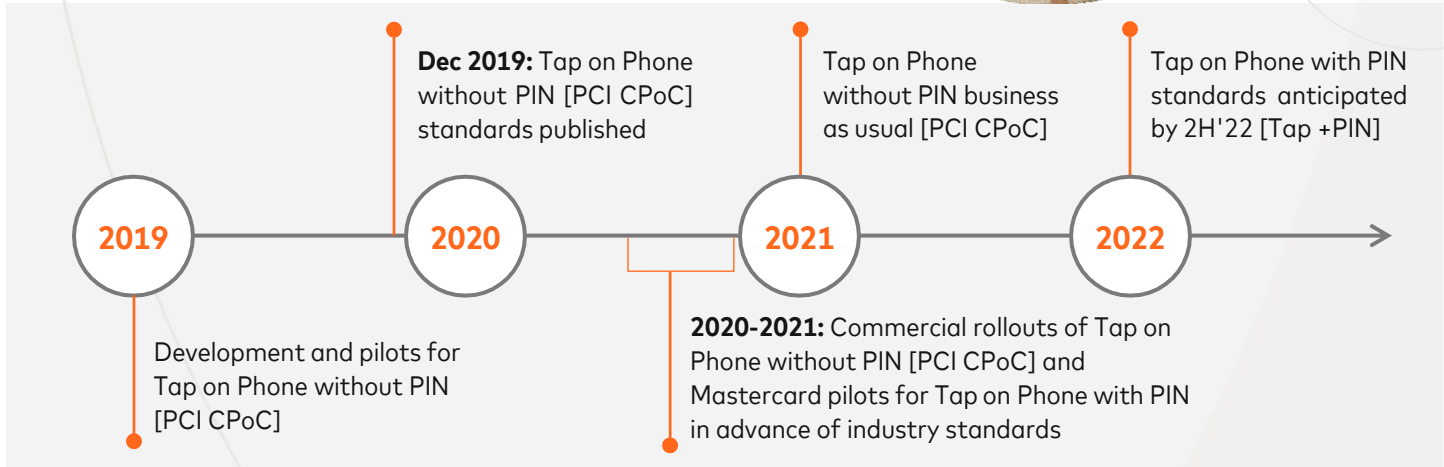 Dec 2019: Tap on Phone
without PIN [PCI CPoC]
standards published
Tap on Phone
without PIN business
as usual [PCI CPoC]
Tap on Phone with PIN
standards anticipated
by 2H'22 [Tap +PIN]
2019
2020
2021
2022
Development and pilots for
Tap on Phone without PIN
[PCI CPoC]
2020-2021: Commercial rollouts of Tap on
Phone without PIN [PCI CPoC] and
Mastercard pilots for Tap on Phone with PIN
in advance of industry standards